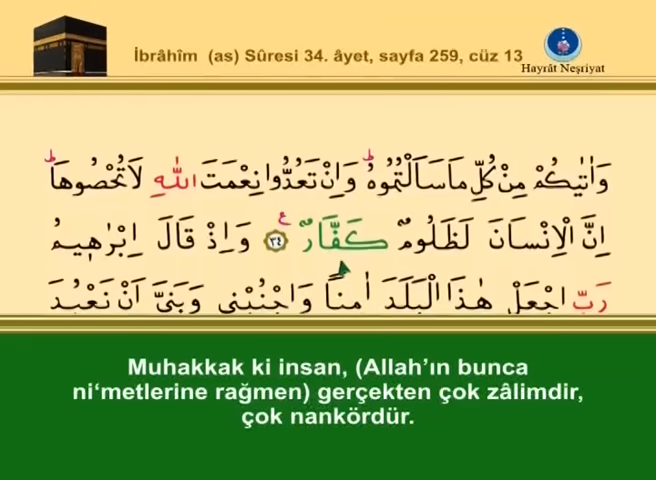 İbrâhîm (as) Sûresi 34. âyet, sayfa 259, cüz 13
Hayrât Neşriyat
وَاٰتٰيكُمْ مِنْ كُلِّ مَا سَاَلْتُمُوهُۜ وَاِنْ تَعُدُّوا نِعْمَتَ اللّٰهِ لَا تُحْصُوهَاۜ
اِنَّ الْاِنْسَانَ لَظَلُومٌ كَفَّارٌ ع ﴿٣٤﴾ وَاِذْ قَالَ اِبْرٰه۪يمُ
رَبِّ اجْعَلْ هٰذَا الْبَلَدَ اٰمِنًا وَاجْنُبْن۪ى وَبَنِىَّ اَنْ نَعْبُدَ
Muhakkak ki insan, (Allah’ın bunca
ni‘metlerine rağmen) gerçekten çok zâlimdir,
çok nankördür.